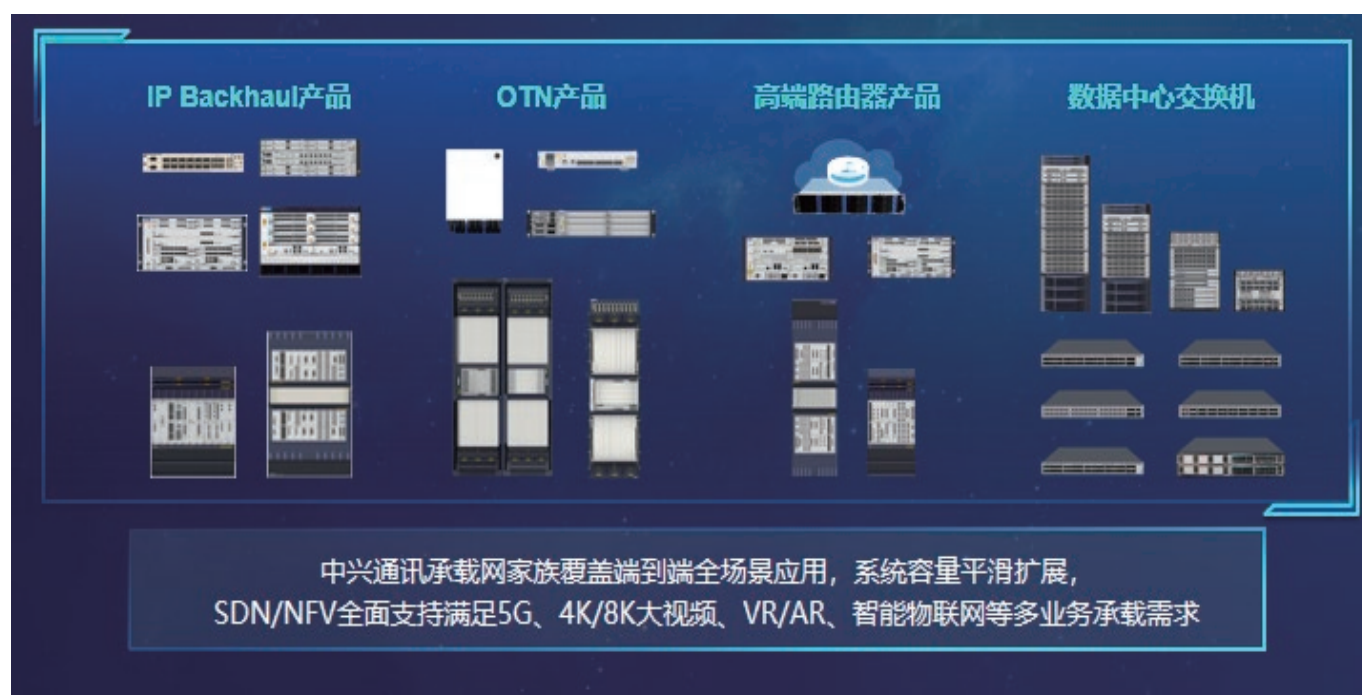 IP Backhaul产品
OTN产品
高端路由器产品
数据中心交换机
中兴通讯承载网家族覆盖端到端全场景应用，系统容量平滑扩展，
SDN/NFV全面支持满足5G、4K/8K大视频、VR/AR、智能物联网等多业务承载需求